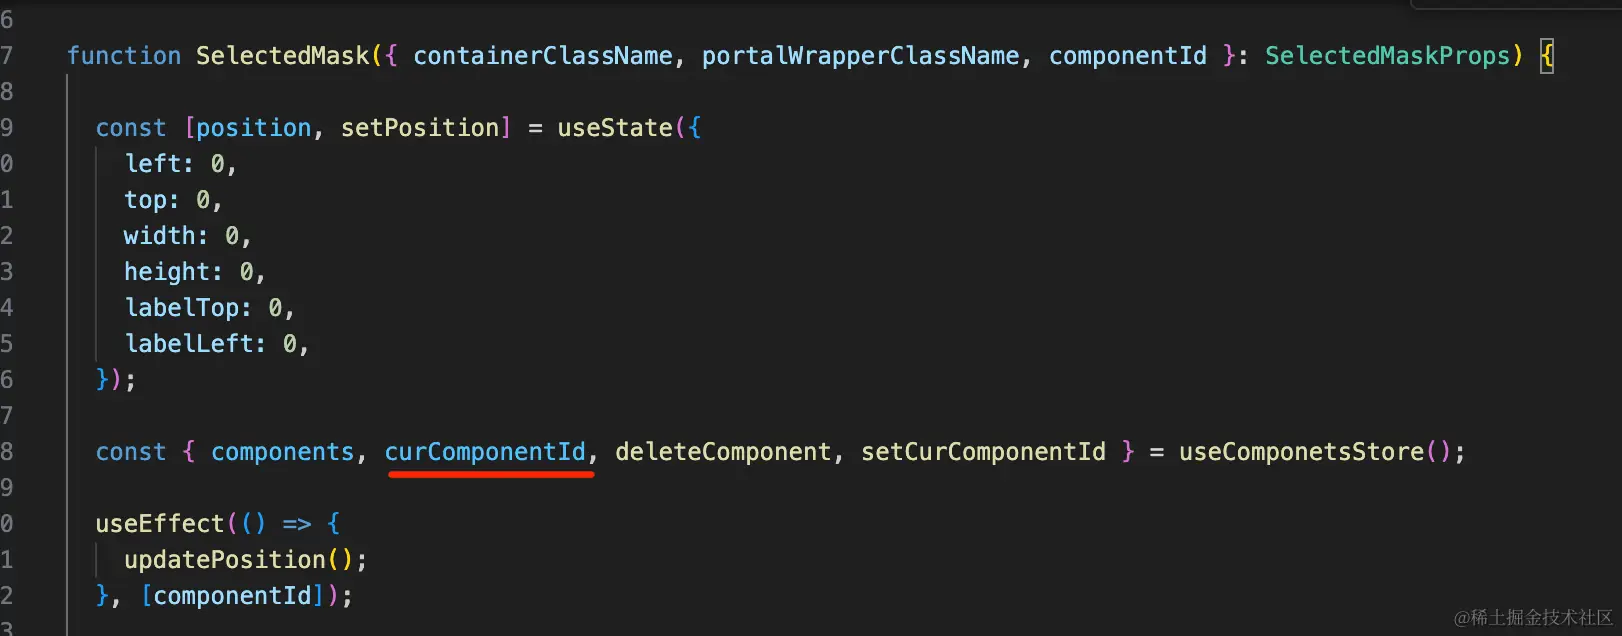 6
7 function SelectedMask({ containerClassName, portalWrapperClassName, componentId }: SelectedMaskProps) {
8
9 const [position, setPosition] = useState({
0 left: 0,
1 top: 0,
2 width: 0,
3 height: 0,
4 labelTop: 0,
5 labelLeft: 0,
6 });
7
8 const { components, curComponentId, deleteComponent, setCurComponentId } = useComponetsStore();
9
0 useEffect(() => {
1 updatePosition();
2 }, [componentId]);
3
@稀土掘金技术社区